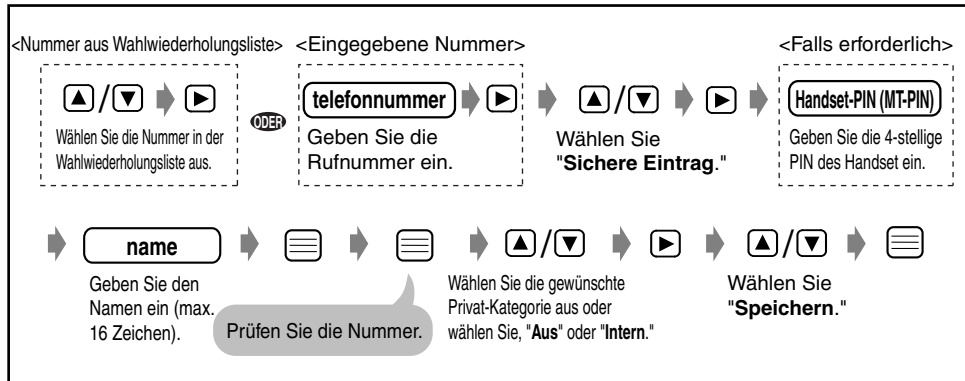 <Nummer aus Wahlwiederholungsliste>
▲/▼ ►
Wählen Sie die Nummer in der
Wahlwiederholungsliste aus.
ODER
<Eingegebene Nummer>
telefonnummer ►
Geben Sie die
Rufnummer ein.
▲/▼ ►
Wählen Sie
"Sichere Eintrag."
<Falls erforderlich>
Handset-PIN (MT-PIN)
Geben Sie die 4-stellige
PIN des Handset ein.
name
Geben Sie den
Namen ein (max.
16 Zeichen).
Prüfen Sie die Nummer.
▲/▼ ►
Wählen Sie die gewünschte
Privat-Kategorie aus oder
wählen Sie, "Aus" oder "Intern."
▲/▼
Wählen Sie
"Speichern."